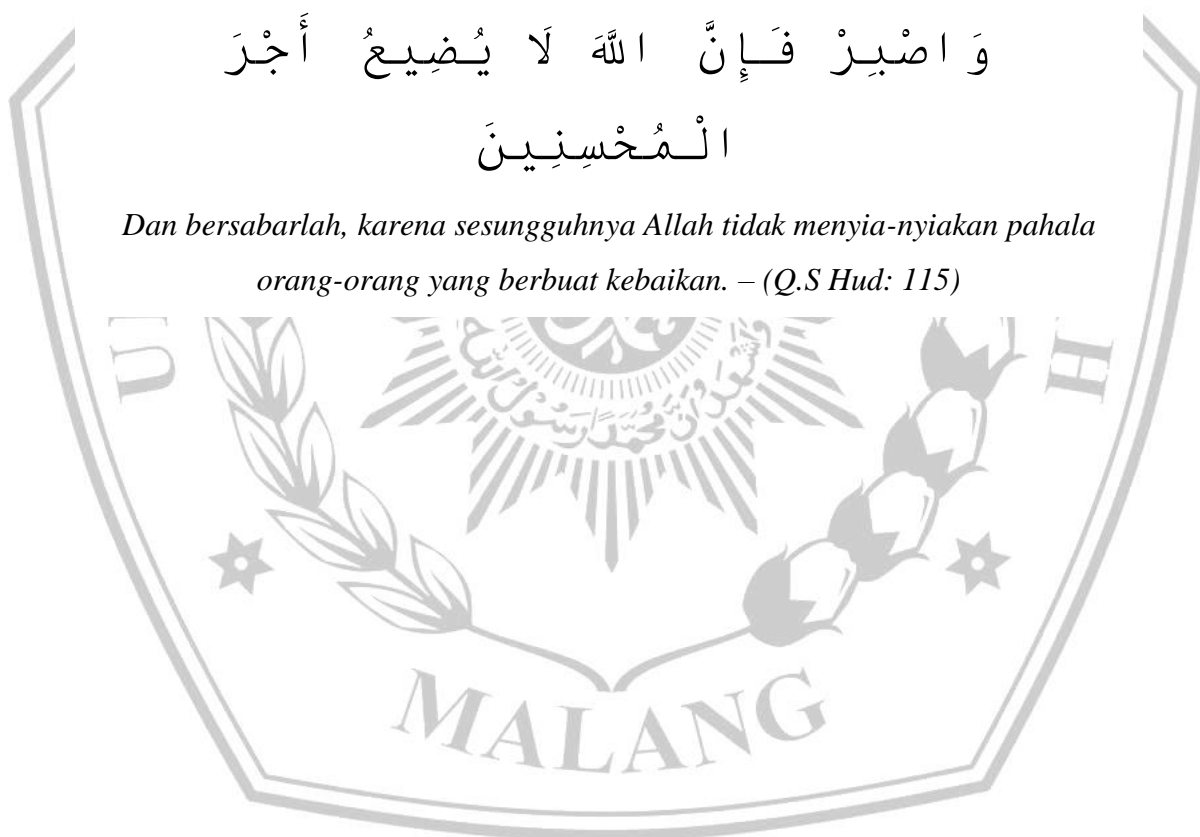 وَاصْبِرْ فَإِنَّ اللَّهَ لَا يُضِيعُ أَجْرَ
الْمُحْسِنِينَ
Dan bersabarlah, karena sesungguhnya Allah tidak menyia-nyiakan pahala
orang-orang yang berbuat kebaikan. – (Q.S Hud: 115)
MALANG